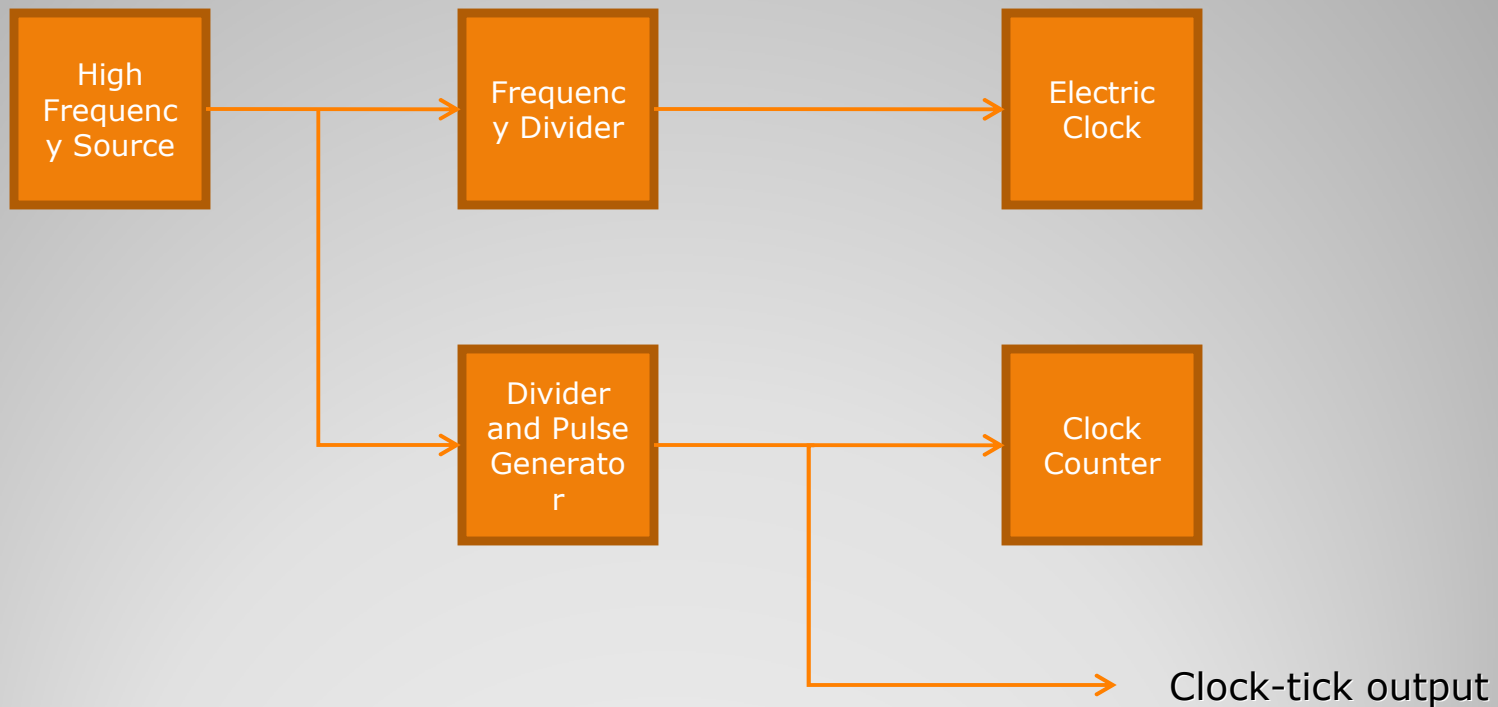 High
Frequenc
y Source
Frequenc
y Divider
Electric
Clock
Divider
and Pulse
Generato
r
Clock
Counter
Clock-tick output